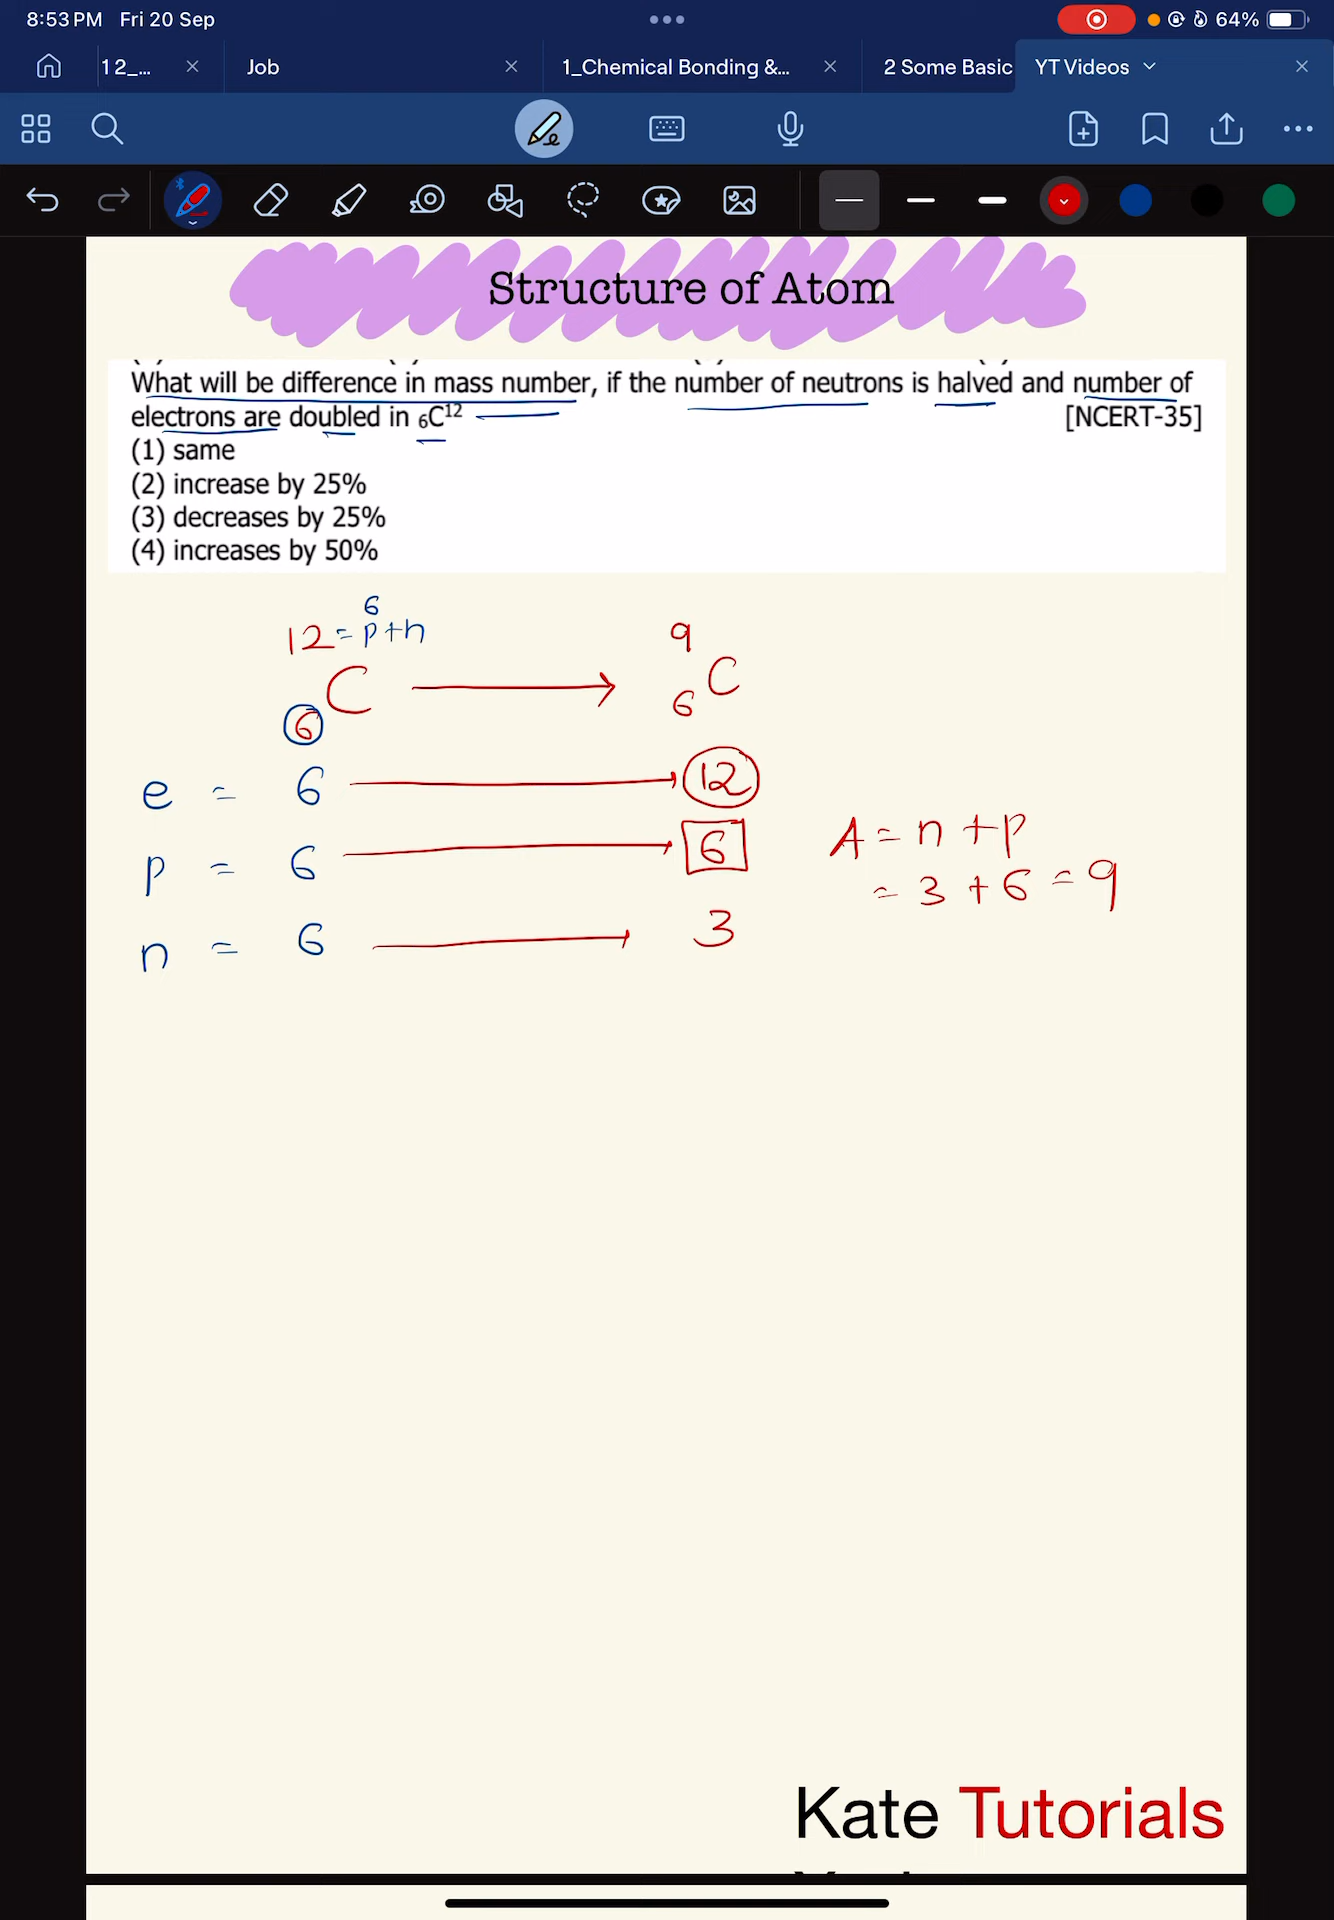 8:53 PM Fri 20 Sep
64%
1 2_...
Job
1_Chemical Bonding &...
2 Some Basic
YT Videos
Structure of Atom
What will be difference in mass number, if the number of neutrons is halved and number of
electrons are doubled in ₆C¹² [NCERT-35]
(1) same
(2) increase by 25%
(3) decreases by 25%
(4) increases by 50%
6
12 = p+n
9
C → C
6 6
e = 6 → 12
p = 6 → 6
n = 6 → 3
A = n + p
= 3 + 6 = 9
Kate Tutorials